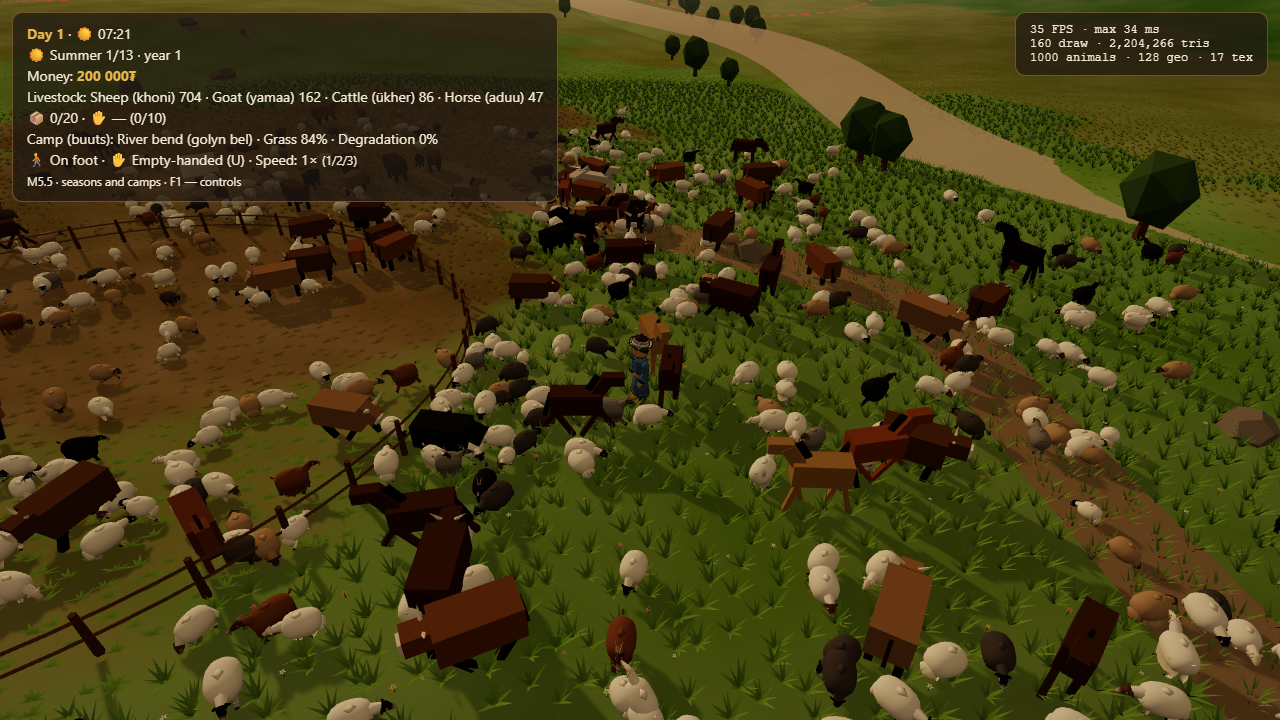 Day 1 · ☀️ 07:21
☀️ Summer 1/13 · year 1
Money: 200 000₮
Livestock: Sheep (khoni) 704 · Goat (yamaa) 162 · Cattle (ükher) 86 · Horse (aduu) 47
📦 0/20 · ✋ — (0/10)
Camp (buuts): River bend (golyn bel) · Grass 84% · Degradation 0%
🚶 On foot · ✋ Empty-handed (U) · Speed: 1× (1/2/3)
M5.5 · seasons and camps · F1 — controls
35 FPS · max 34 ms
160 draw · 2,204,266 tris
1000 animals · 128 geo · 17 tex